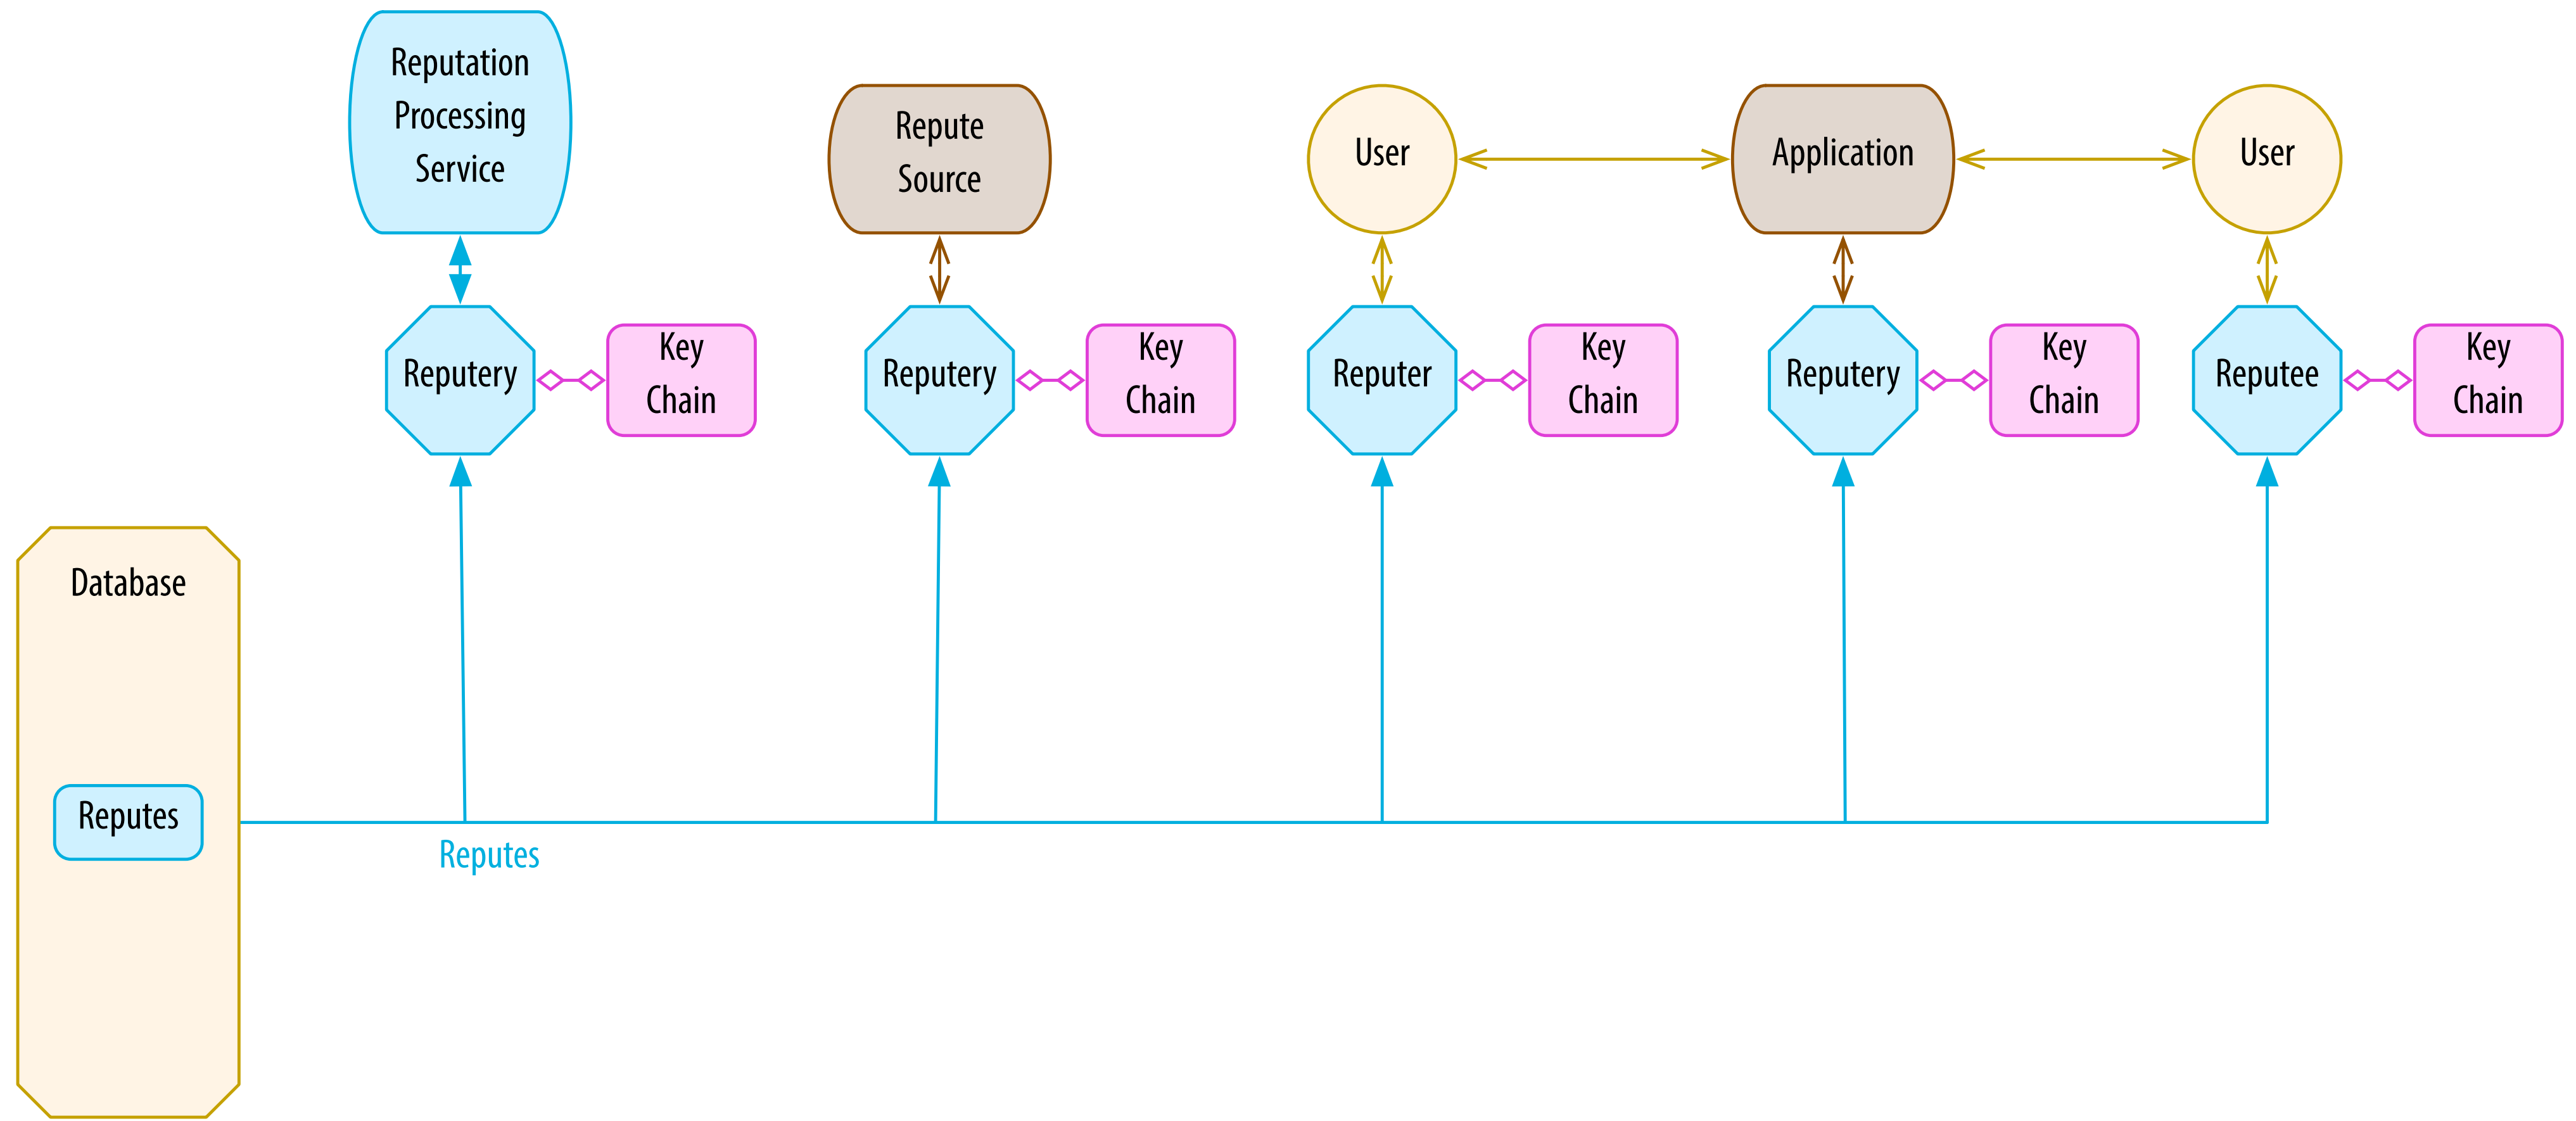 Reputation
Processing
Service
Repute
Source
User
Application
User
Reputery
Key
Chain
Reputery
Key
Chain
Reputer
Key
Chain
Reputery
Key
Chain
Reputee
Key
Chain
Database
Reputes
Reputes